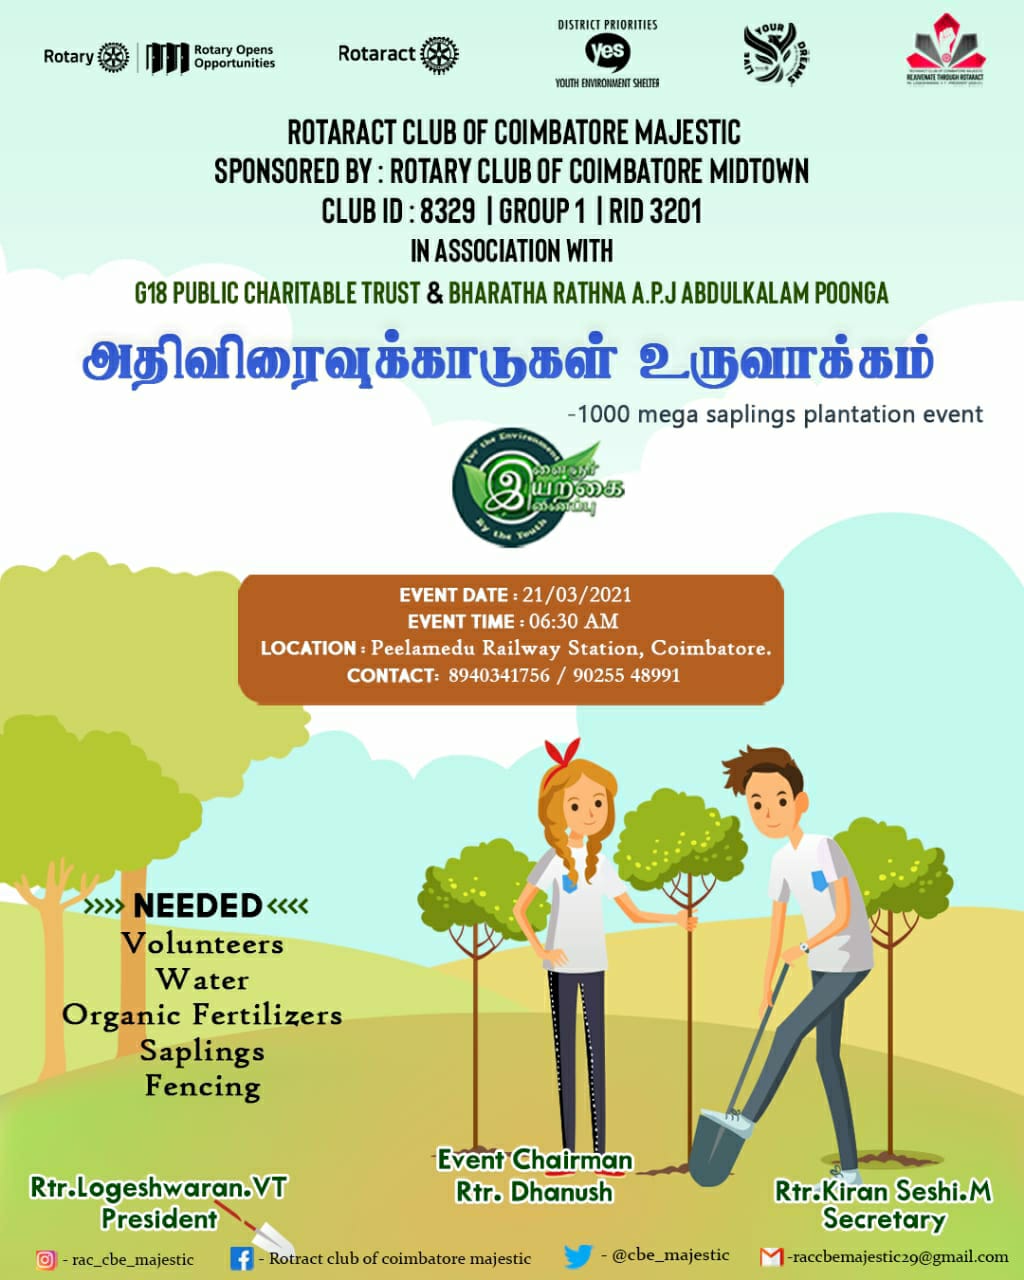 Rotary
Rotary Opens
Opportunities
Rotaract
DISTRICT PRIORITIES
yes
YOUTH ENVIRONMENT SHELTER
LIVE YOUR DREAMS
REJUVENATE THROUGH ROTARACT
ROTARACT CLUB OF COIMBATORE MAJESTIC
SPONSORED BY : ROTARY CLUB OF COIMBATORE MIDTOWN
CLUB ID : 8329 | GROUP 1 | RID 3201
IN ASSOCIATION WITH
G18 PUBLIC CHARITABLE TRUST & BHARATHA RATHNA A.P.J ABDULKALAM POONGA
அதிவிரைவுக்காடுகள் உருவாக்கம்
-1000 mega saplings plantation event
For the Environment
இயற்கை
By the Youth
EVENT DATE : 21/03/2021
EVENT TIME : 06:30 AM
LOCATION : Peelamedu Railway Station, Coimbatore.
CONTACT: 8940341756 / 90255 48991
>>>> NEEDED <<<<
Volunteers
Water
Organic Fertilizers
Saplings
Fencing
Event Chairman
Rtr. Dhanush
Rtr.Logeshwaran.VT
President
Rtr.Kiran Seshi.M
Secretary
- rac_cbe_majestic
- Rotract club of coimbatore majestic
- @cbe_majestic
-raccbemajestic29@gmail.com